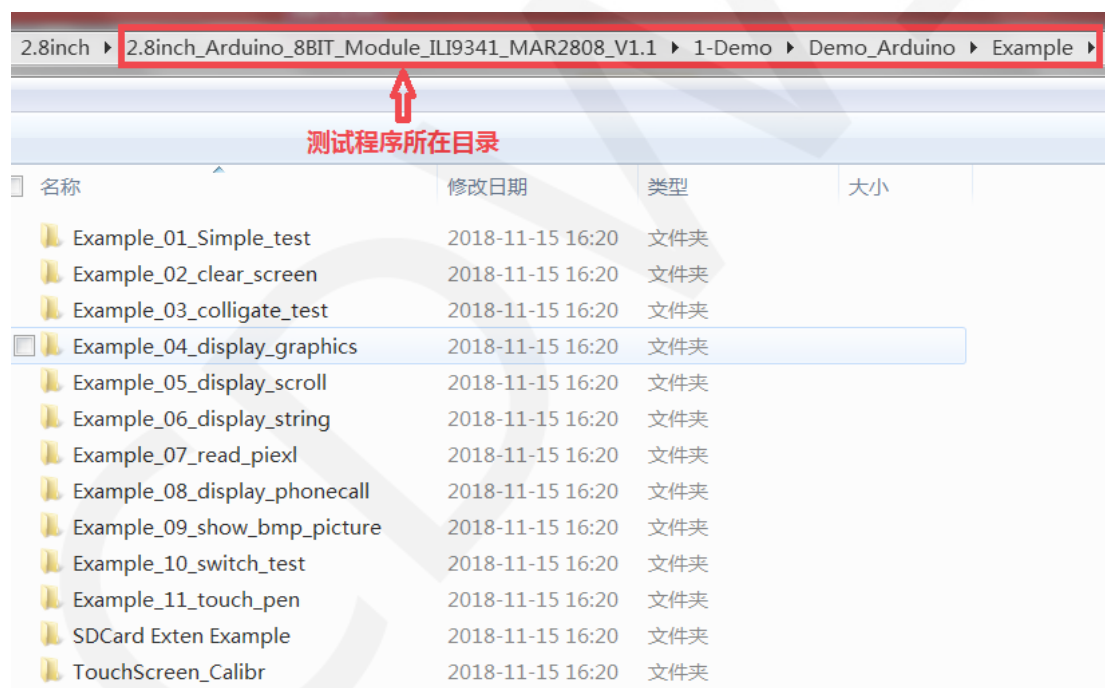 2.8inch ▸ 2.8inch_Arduino_8BIT_Module_ILI9341_MAR2808_V1.1 ▸ 1-Demo ▸ Demo_Arduino ▸ Example ▸
测试程序所在目录
名称 修改日期 类型 大小
Example_01_Simple_test 2018-11-15 16:20 文件夹
Example_02_clear_screen 2018-11-15 16:20 文件夹
Example_03_colligate_test 2018-11-15 16:20 文件夹
Example_04_display_graphics 2018-11-15 16:20 文件夹
Example_05_display_scroll 2018-11-15 16:20 文件夹
Example_06_display_string 2018-11-15 16:20 文件夹
Example_07_read_piexl 2018-11-15 16:20 文件夹
Example_08_display_phonecall 2018-11-15 16:20 文件夹
Example_09_show_bmp_picture 2018-11-15 16:20 文件夹
Example_10_switch_test 2018-11-15 16:20 文件夹
Example_11_touch_pen 2018-11-15 16:20 文件夹
SDCard Exten Example 2018-11-15 16:20 文件夹
TouchScreen_Calibr 2018-11-15 16:20 文件夹